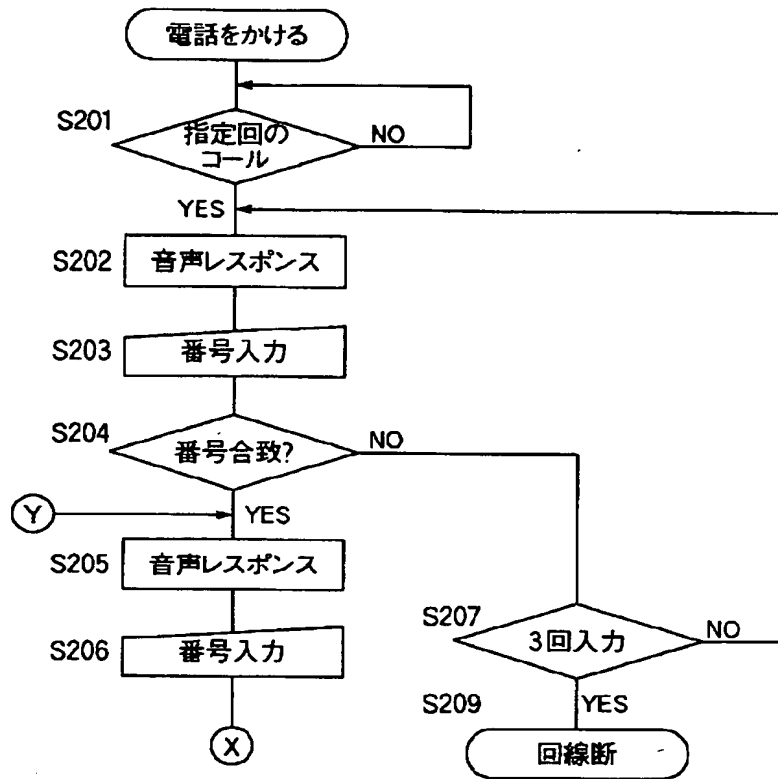 電話をかける
S201
指定回の
コール
NO
YES
S202
音声レスポンス
S203
番号入力
S204
番号合致?
NO
Y
YES
S205
音声レスポンス
S206
番号入力
X
S207
3回入力
NO
S209
YES
回線断